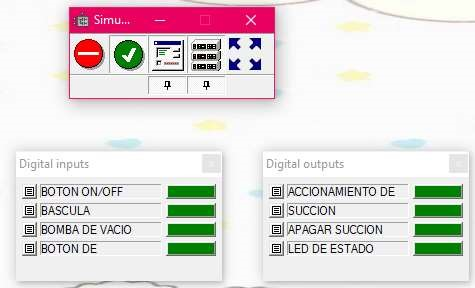 Simu...
Digital inputs
BOTON ON/OFF
BASCULA
BOMBA DE VACIO
BOTON DE
Digital outputs
ACCIONAMIENTO DE
SUCCION
APAGAR SUCCION
LED DE ESTADO